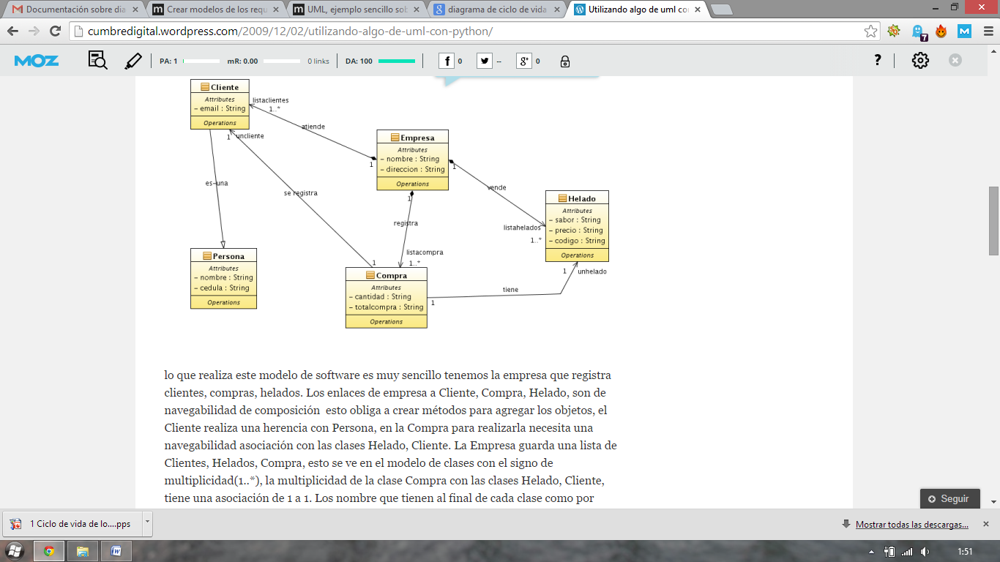 Documentación sobre dia
Crear modelos de los requ
UML, ejemplo sencillo sob
diagrama de ciclo de vida
Utilizando algo de uml co
cumbredigital.wordpress.com/2009/12/02/utilizando-algo-de-uml-con-python/
7
MOZ
PA: 1
mR: 0.00
0 links
DA: 100
0
--
0
?
Cliente
Attributes
- email : String
Operations
listaclientes
1..*
atiende
1
1
uncliente
Empresa
Attributes
- nombre : String
- direccion : String
Operations
1
1
es-una
se registra
vende
Helado
Attributes
- sabor : String
- precio : String
- codigo : String
Operations
registra
listahelados
1..*
Persona
Attributes
- nombre : String
- cedula : String
Operations
listacompra
1..*
1
Compra
Attributes
- cantidad : String
- totalcompra : String
Operations
1
unhelado
tiene
1
lo que realiza este modelo de software es muy sencillo tenemos la empresa que registra
clientes, compras, helados. Los enlaces de empresa a Cliente, Compra, Helado, son de
navegabilidad de composición esto obliga a crear métodos para agregar los objetos, el
Cliente realiza una herencia con Persona, en la Compra para realizarla necesita una
navegabilidad asociación con las clases Helado, Cliente. La Empresa guarda una lista de
Clientes, Helados, Compra, esto se ve en el modelo de clases con el signo de
multiplicidad(1..*), la multiplicidad de la clase Compra con las clases Helado, Cliente,
tiene una asociación de 1 a 1. Los nombre que tienen al final de cada clase como por
Seguir
1 Ciclo de vida de lo....pps
Mostrar todas las descargas...
1:51